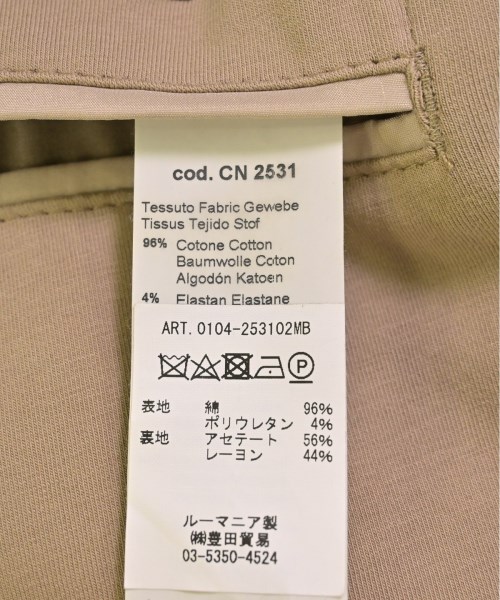 cod. CN 2531
Tessuto Fabric Gewebe
Tissus Tejido Stof
96% Cotone Cotton
Baumwolle Coton
Algodón Katoen
4% Elastan Elastane
ART. 0104-253102MB
P
表地 綿 96%
ポリウレタン 4%
裏地 アセテート 56%
レーヨン 44%
ルーマニア製
㈱豊田貿易
03-5350-4524